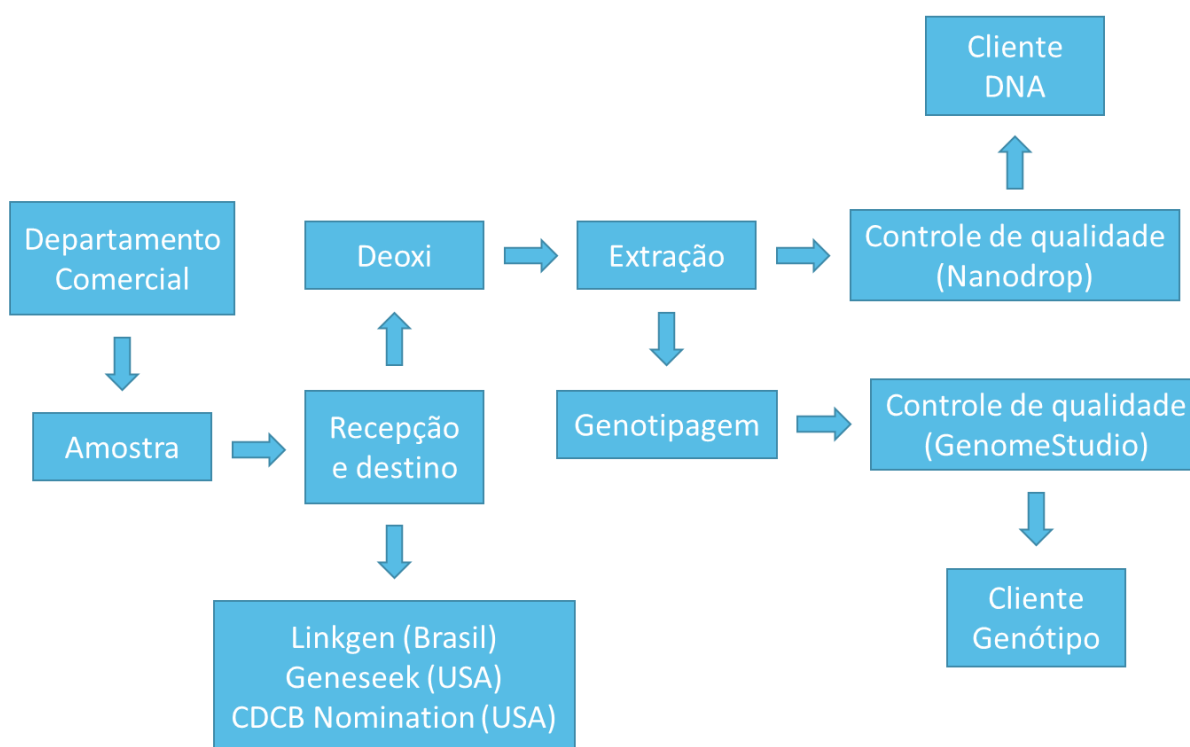 Cliente
DNA
Departamento
Comercial
Deoxi
Extração
Controle de qualidade
(Nanodrop)
Amostra
Recepção
e destino
Genotipagem
Controle de qualidade
(GenomeStudio)
Linkgen (Brasil)
Geneseek (USA)
CDCB Nomination (USA)
Cliente
Genótipo